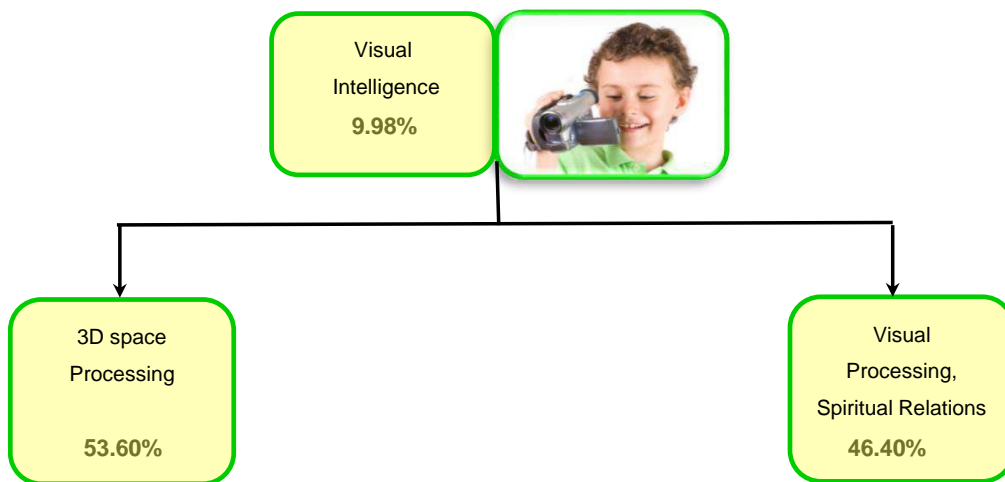 Visual
Intelligence
9.98%
3D space
Processing
53.60%
Visual
Processing,
Spiritual Relations
46.40%